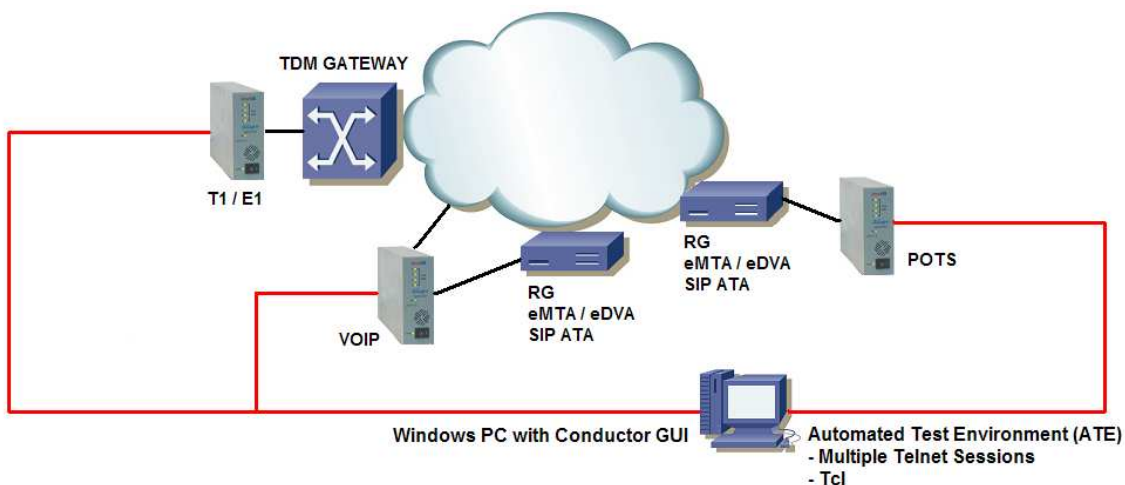 TDM GATEWAY
T1 / E1
RG
eMTA / eDVA
SIP ATA
POTS
RG
eMTA / eDVA
SIP ATA
VOIP
Windows PC with Conductor GUI
Automated Test Environment (ATE)
- Multiple Telnet Sessions
- Tcl